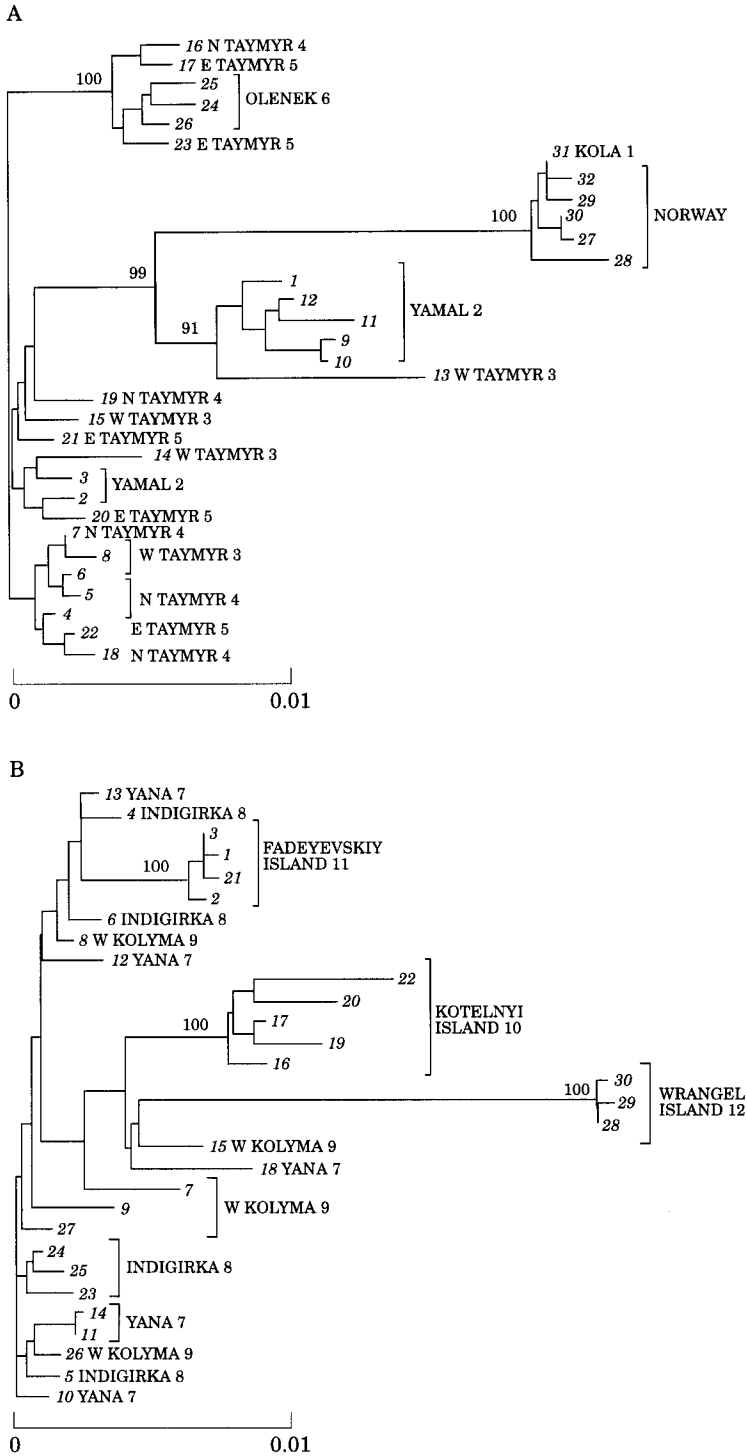 A
16 N TAYMYR 4
100
17 E TAYMYR 5
25
24
OLENEK 6
26
23 E TAYMYR 5
31 KOLA 1
32
29
100
30
NORWAY
27
28
99
1
12
YAMAL 2
11
91
9
10
13 W TAYMYR 3
19 N TAYMYR 4
15 W TAYMYR 3
21 E TAYMYR 5
14 W TAYMYR 3
3
YAMAL 2
2
20 E TAYMYR 5
7 N TAYMYR 4
8
W TAYMYR 3
6
5
N TAYMYR 4
4
22
E TAYMYR 5
18
N TAYMYR 4
0
0.01
B
13 YANA 7
4 INDIGIRKA 8
3
FADEYEVSKIY
1
ISLAND 11
100
21
2
6 INDIGIRKA 8
8 W KOLYMA 9
12 YANA 7
22
20
KOTELNYI
17
ISLAND 10
100
19
16
100
30
WRANGEL
29
ISLAND 12
28
15 W KOLYMA 9
18 YANA 7
7
9
W KOLYMA 9
27
24
25
INDIGIRKA 8
23
14
YANA 7
11
26 W KOLYMA 9
5 INDIGIRKA 8
10 YANA 7
0
0.01